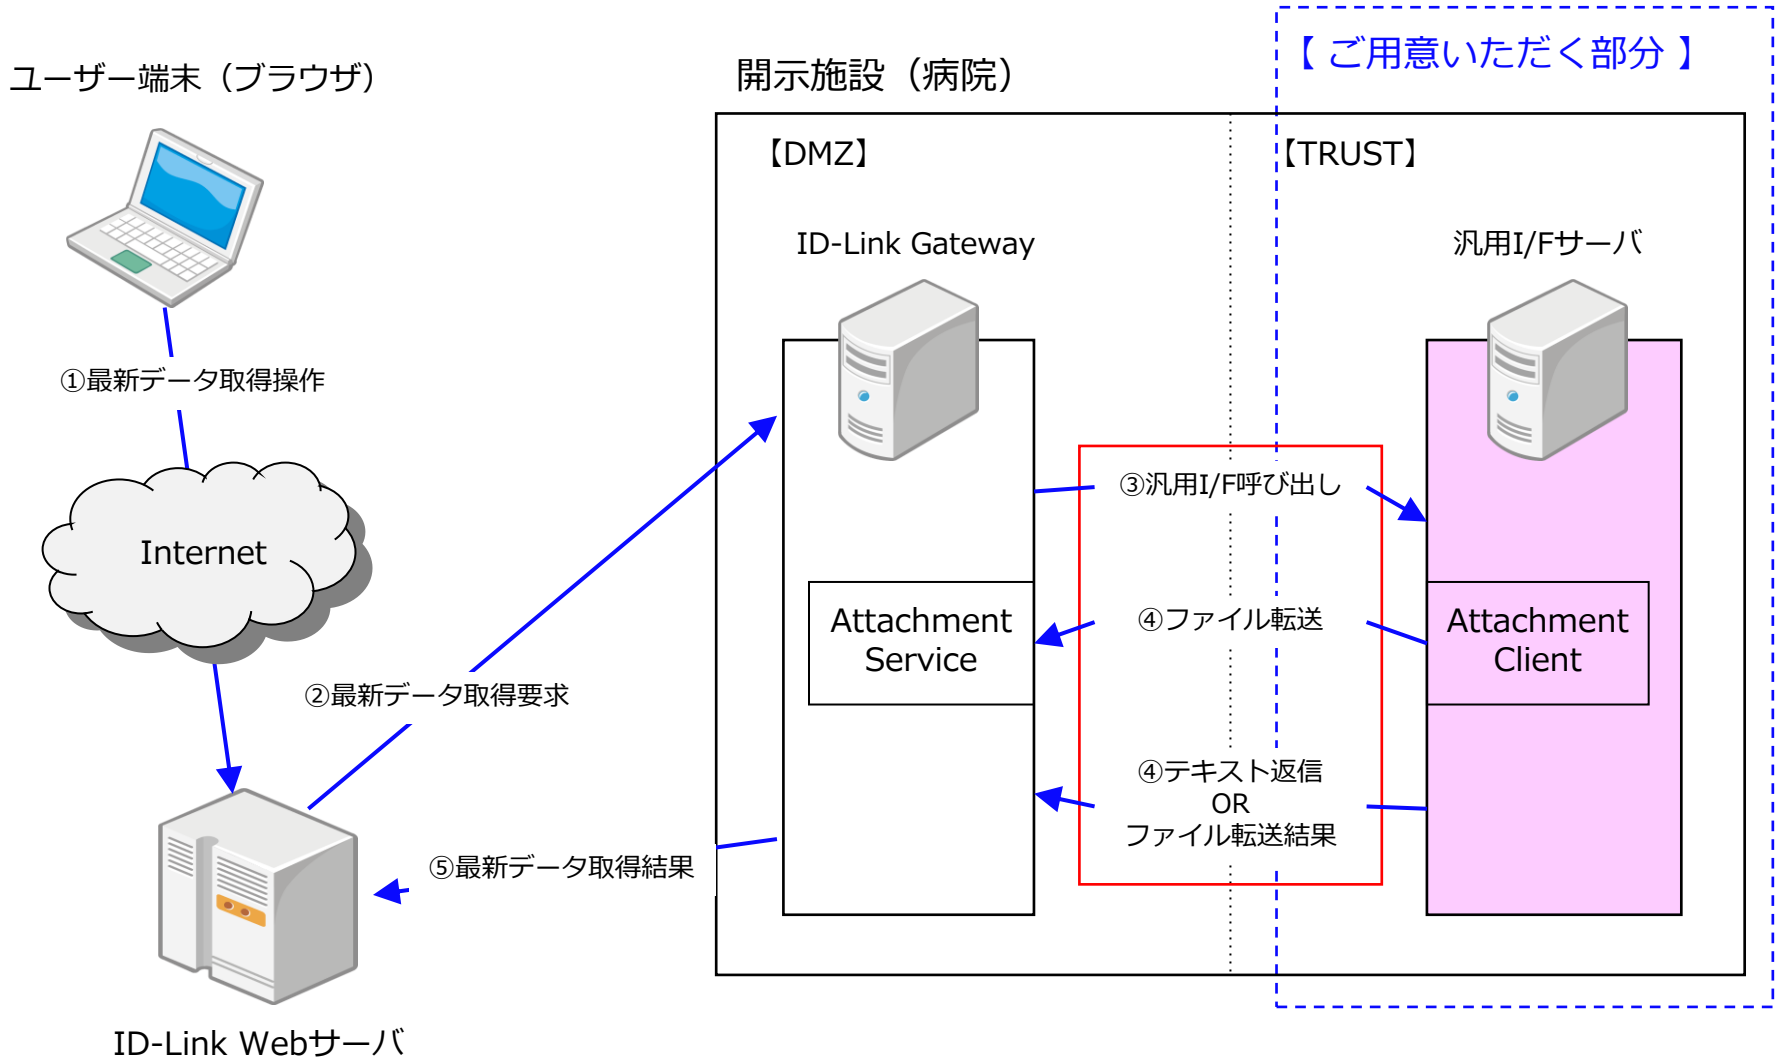 【 ご用意いただく部分 】
ユーザー端末（ブラウザ）
開示施設（病院）
【DMZ】
【TRUST】
ID-Link Gateway
汎用I/Fサーバ
①最新データ取得操作
③汎用I/F呼び出し
Internet
Attachment
Service
④ファイル転送
Attachment
Client
②最新データ取得要求
④テキスト返信
OR
ファイル転送結果
⑤最新データ取得結果
ID-Link Webサーバ